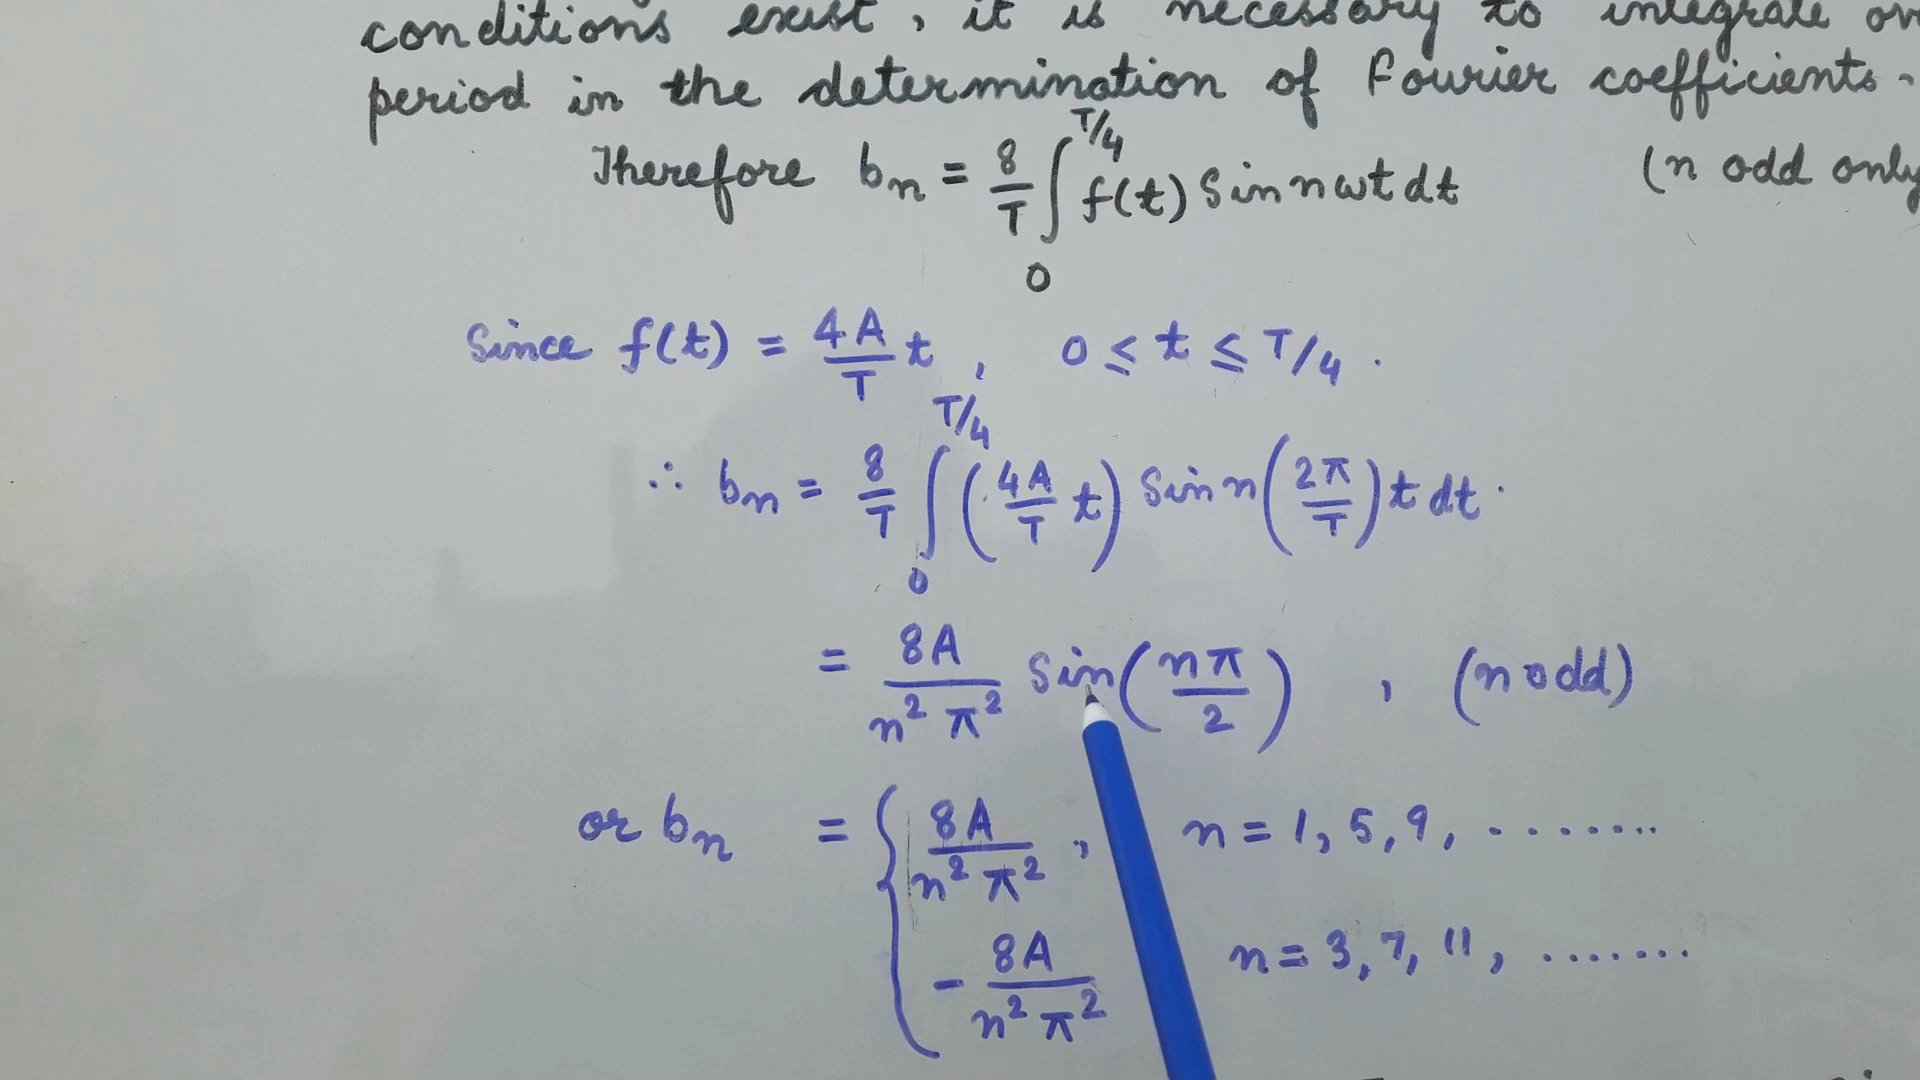 conditions exist, it is necessary to integrate
period in the determination of Fourier coefficients.
Therefore bₙ = 8/T ∫₀^{T/4} f(t) Sin nωt dt (n odd only
Since f(t) = 4A/T t, 0 ≤ t ≤ T/4.
∴ bₙ = 8/T ∫₀^{T/4} (4A/T t) Sin n(2π/T) t dt.
= 8A/n²π² Sin(nπ/2), (n odd)
or bₙ = { 8A/n²π², n = 1, 5, 9, ........
- 8A/n²π² n = 3, 7, 11, .......